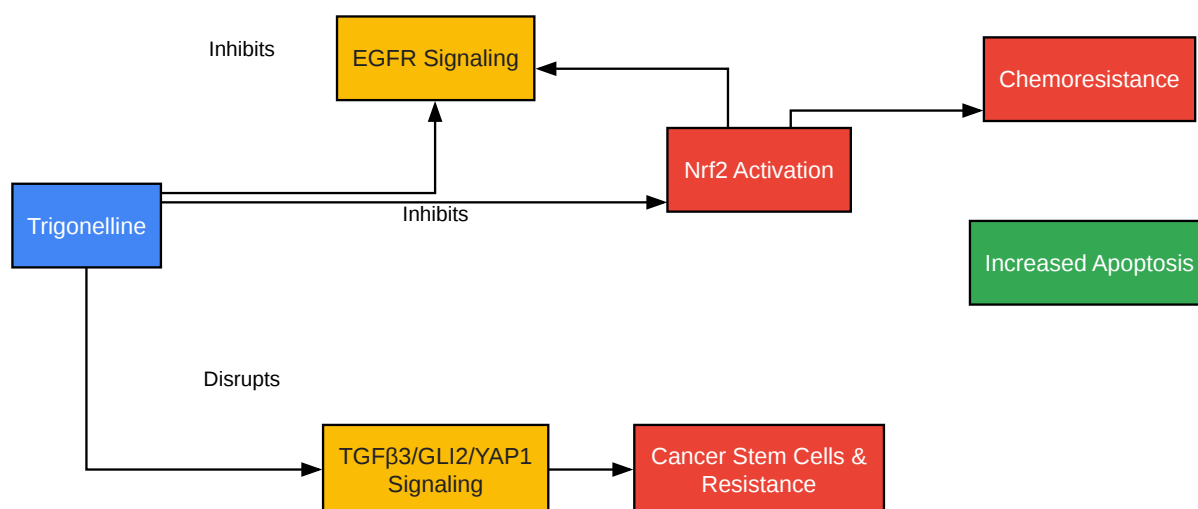 Inhibits
EGFR Signaling
Chemoresistance
Nrf2 Activation
Trigonelline
Inhibits
Increased Apoptosis
Disrupts
TGFβ3/GLI2/YAP1
Signaling
Cancer Stem Cells &
Resistance